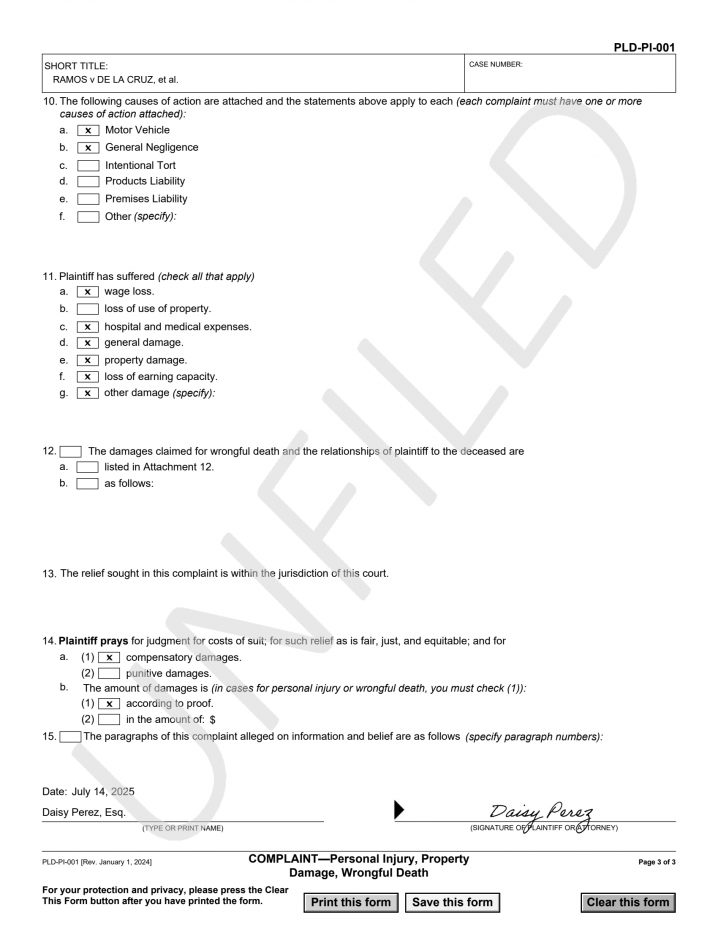 PLD-PI-001
SHORT TITLE:
RAMOS v DE LA CRUZ, et al.
CASE NUMBER:
10. The following causes of action are attached and the statements above apply to each (each complaint must have one or more
causes of action attached):
a. x Motor Vehicle
b. x General Negligence
c. Intentional Tort
d. Products Liability
e. Premises Liability
f. Other (specify):
11. Plaintiff has suffered (check all that apply)
a. x wage loss.
b. loss of use of property.
c. x hospital and medical expenses.
d. x general damage.
e. x property damage.
f. x loss of earning capacity.
g. x other damage (specify):
12. The damages claimed for wrongful death and the relationships of plaintiff to the deceased are
a. listed in Attachment 12.
b. as follows:
13. The relief sought in this complaint is within the jurisdiction of this court.
14. Plaintiff prays for judgment for costs of suit; for such relief as is fair, just, and equitable; and for
a. (1) x compensatory damages.
(2) punitive damages.
b. The amount of damages is (in cases for personal injury or wrongful death, you must check (1)):
(1) x according to proof.
(2) in the amount of: $
15. The paragraphs of this complaint alleged on information and belief are as follows (specify paragraph numbers):
Date: July 14, 2025
Daisy Perez, Esq.
Daisy Perez
(TYPE OR PRINT NAME)
(SIGNATURE OF PLAINTIFF OR ATTORNEY)
PLD-PI-001 [Rev. January 1, 2024]
COMPLAINT—Personal Injury, Property
Damage, Wrongful Death
Page 3 of 3
For your protection and privacy, please press the Clear
This Form button after you have printed the form.
Print this form
Save this form
Clear this form
UNFILED